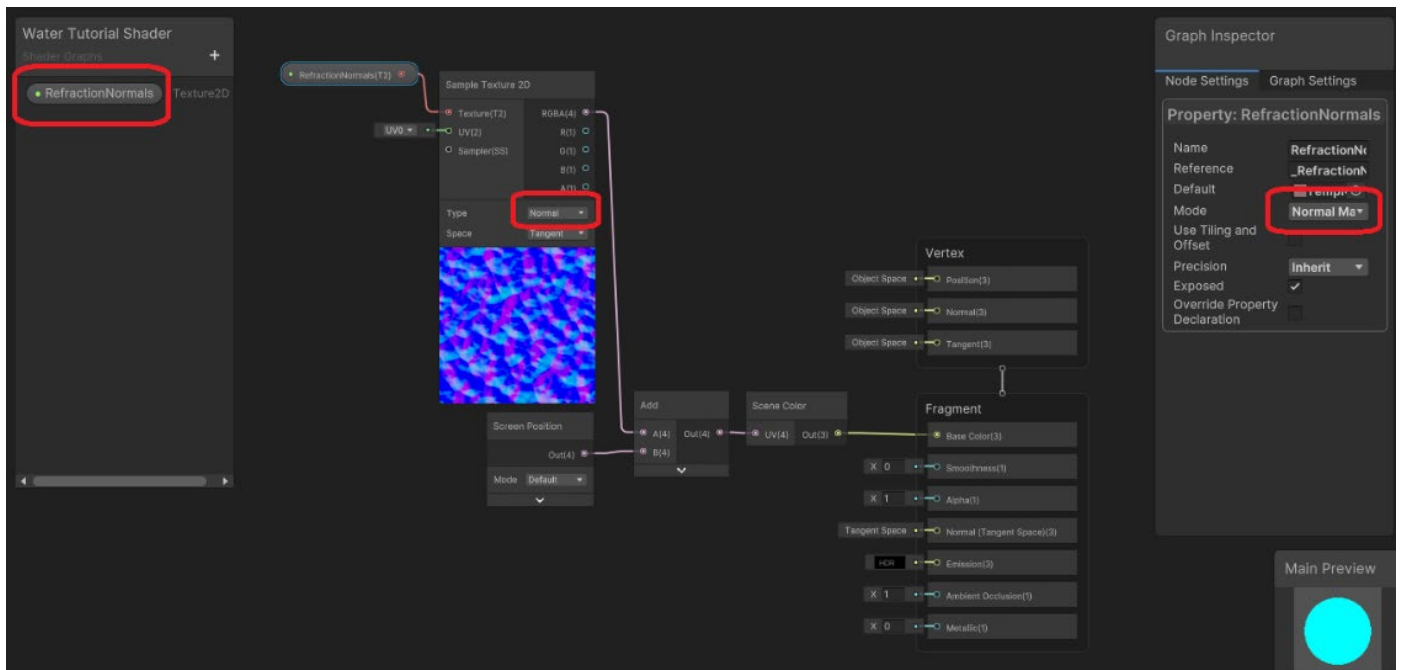 Water Tutorial Shader
Shader Graphs
+
RefractionNormals Texture2D
RefractionNormals(T2)
Sample Texture 2D
Texture(T2) RGBA(4)
UV0 UV(2) R(1)
Sampler(SS) G(1)
B(1)
A(1)
Type Normal
Space Tangent
Screen Position
Out(4)
Mode Default
Add
A(4) Out(4)
B(4)
Scene Color
UV(4) Out(3)
Vertex
Object Space Position(3)
Object Space Normal(3)
Object Space Tangent(3)
Fragment
Base Color(3)
X 0 Smoothness(1)
X 1 Alpha(1)
Tangent Space Normal (Tangent Space)(3)
HDR Emission(3)
X 1 Ambient Occlusion(1)
X 0 Metallic(1)
Graph Inspector
Node Settings Graph Settings
Property: RefractionNormals
Name RefractionNo
Reference _RefractionN
Default
Mode Normal Ma
Use Tiling and
Offset
Precision Inherit
Exposed
Override Property
Declaration
Main Preview